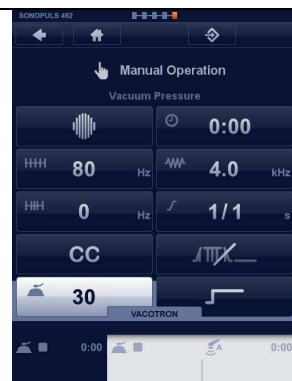 SONOPULS 492
Manual Operation
Vacuum Pressure
0:00
80 Hz
4.0 kHz
0 Hz
1/1 s
CC
30
VACOTRON
0:00
A
0:00